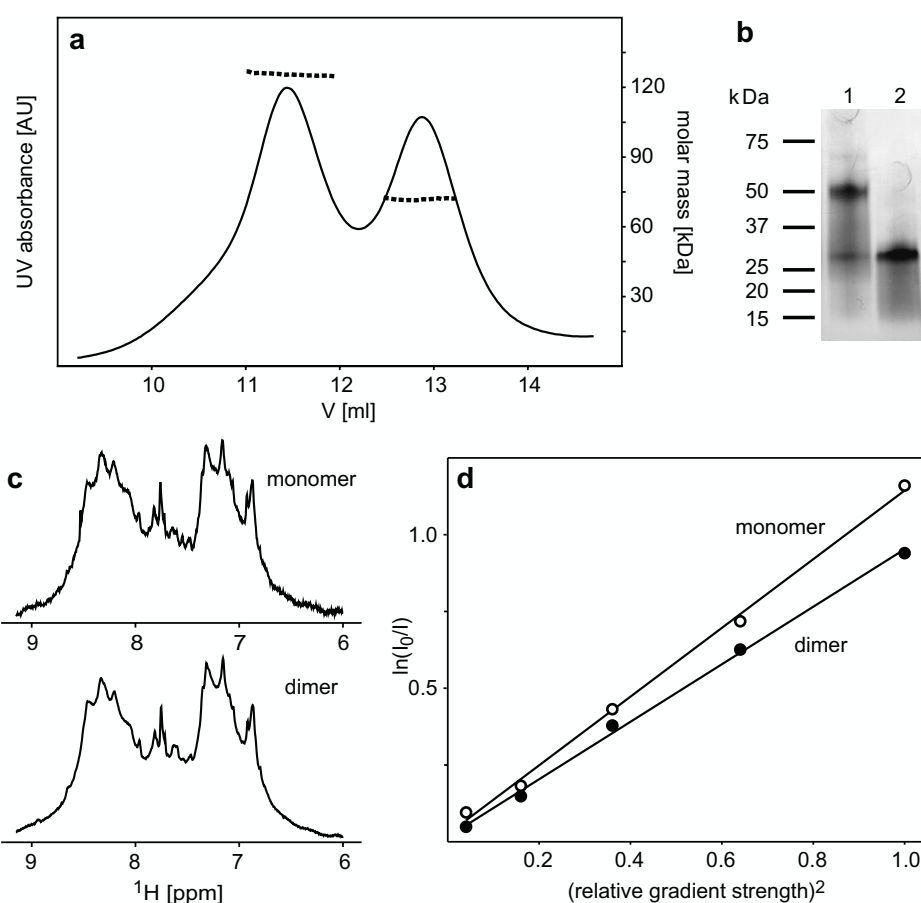 a
UV absorbance [AU]
molar mass [kDa]
120
90
60
30
10 11 12 13 14
V [ml]
b
kDa 1 2
75
50
37
25
20
15
c
monomer
9 8 7 6
dimer
9 8 7 6
¹H [ppm]
d
monomer
dimer
ln(I₀/I)
1.0
0.5
0.2 0.4 0.6 0.8 1.0
(relative gradient strength)²